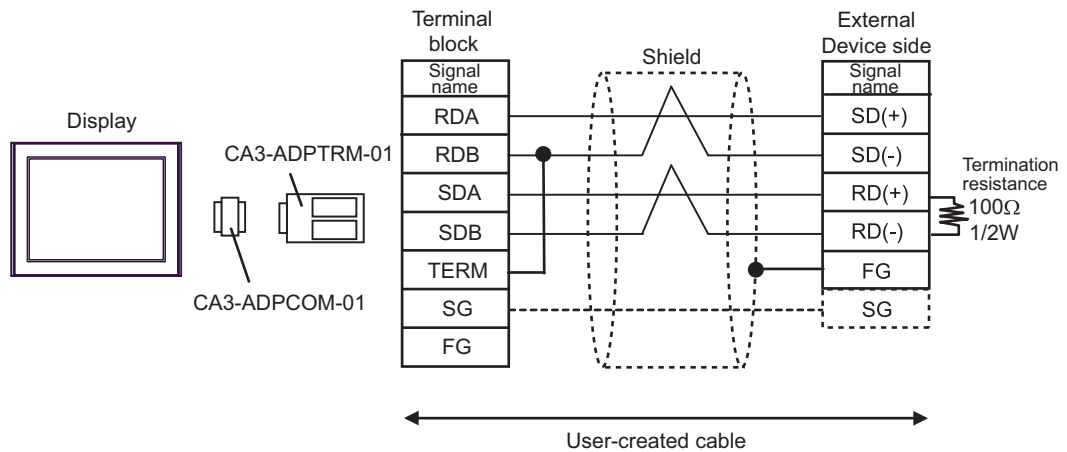 Display
CA3-ADPTRM-01
CA3-ADPCOM-01
Terminal
block
Signal
name
RDA
RDB
SDA
SDB
TERM
SG
FG
Shield
External
Device side
Signal
name
SD(+)
SD(-)
RD(+)
RD(-)
FG
SG
Termination
resistance
100Ω
1/2W
User-created cable